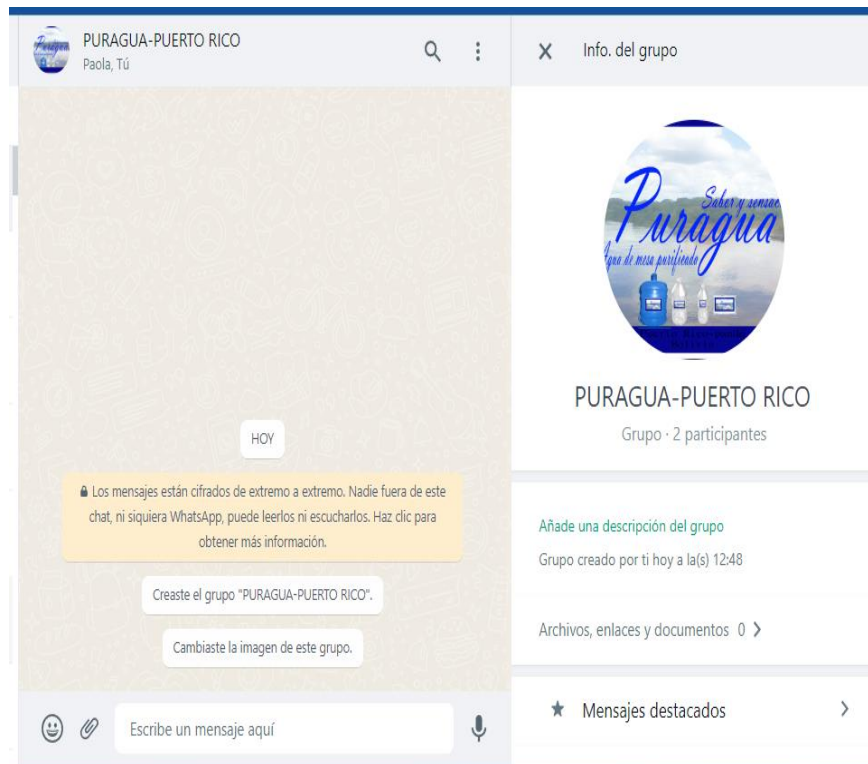 PURAGUA-PUERTO RICO
Paola, Tú
HOY
Los mensajes están cifrados de extremo a extremo. Nadie fuera de este
chat, ni siquiera WhatsApp, puede leerlos ni escucharlos. Haz clic para
obtener más información.
Creaste el grupo "PURAGUA-PUERTO RICO".
Cambiaste la imagen de este grupo.
Escribe un mensaje aquí
Info. del grupo
Saber y sensac
Puragua
Agua de mesa purificada
PURAGUA-PUERTO RICO
Grupo · 2 participantes
Añade una descripción del grupo
Grupo creado por ti hoy a la(s) 12:48
Archivos, enlaces y documentos 0
Mensajes destacados